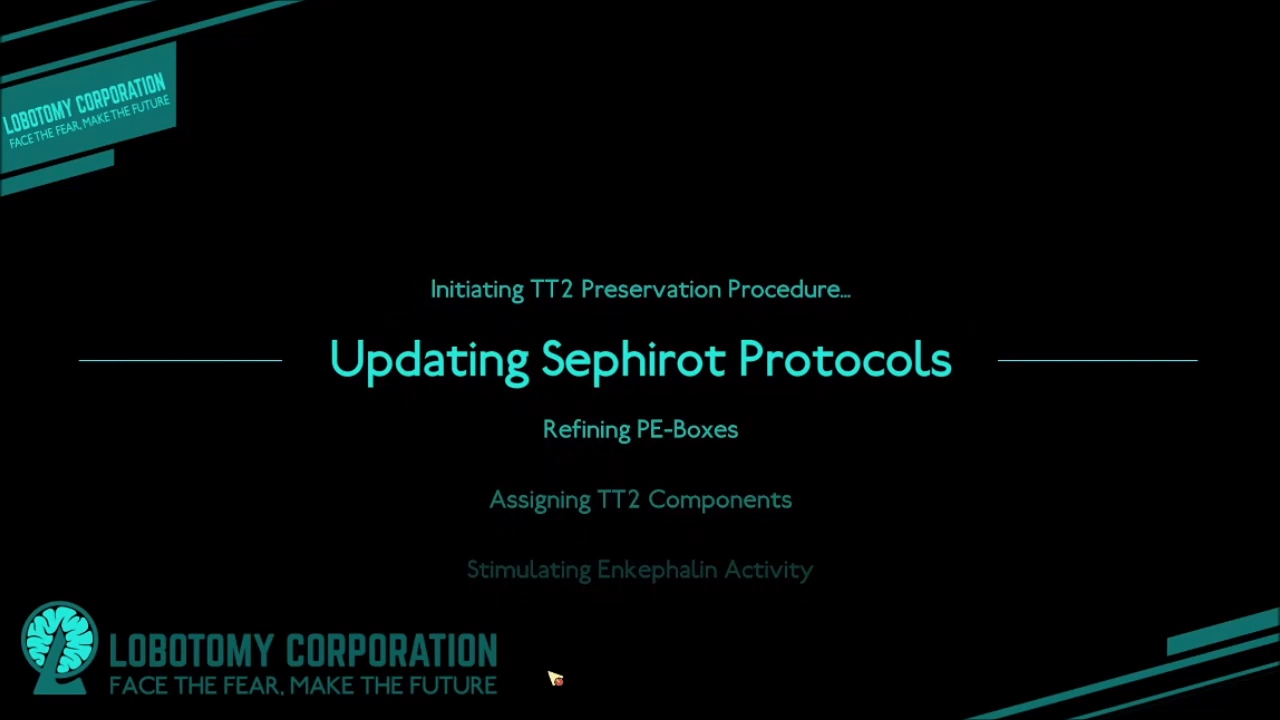 LOBOTOMY CORPORATION
FACE THE FEAR, MAKE THE FUTURE
Initiating TT2 Preservation Procedure...
Updating Sephirot Protocols
Refining PE-Boxes
Assigning TT2 Components
Stimulating Enkephalin Activity
LOBOTOMY CORPORATION
FACE THE FEAR, MAKE THE FUTURE